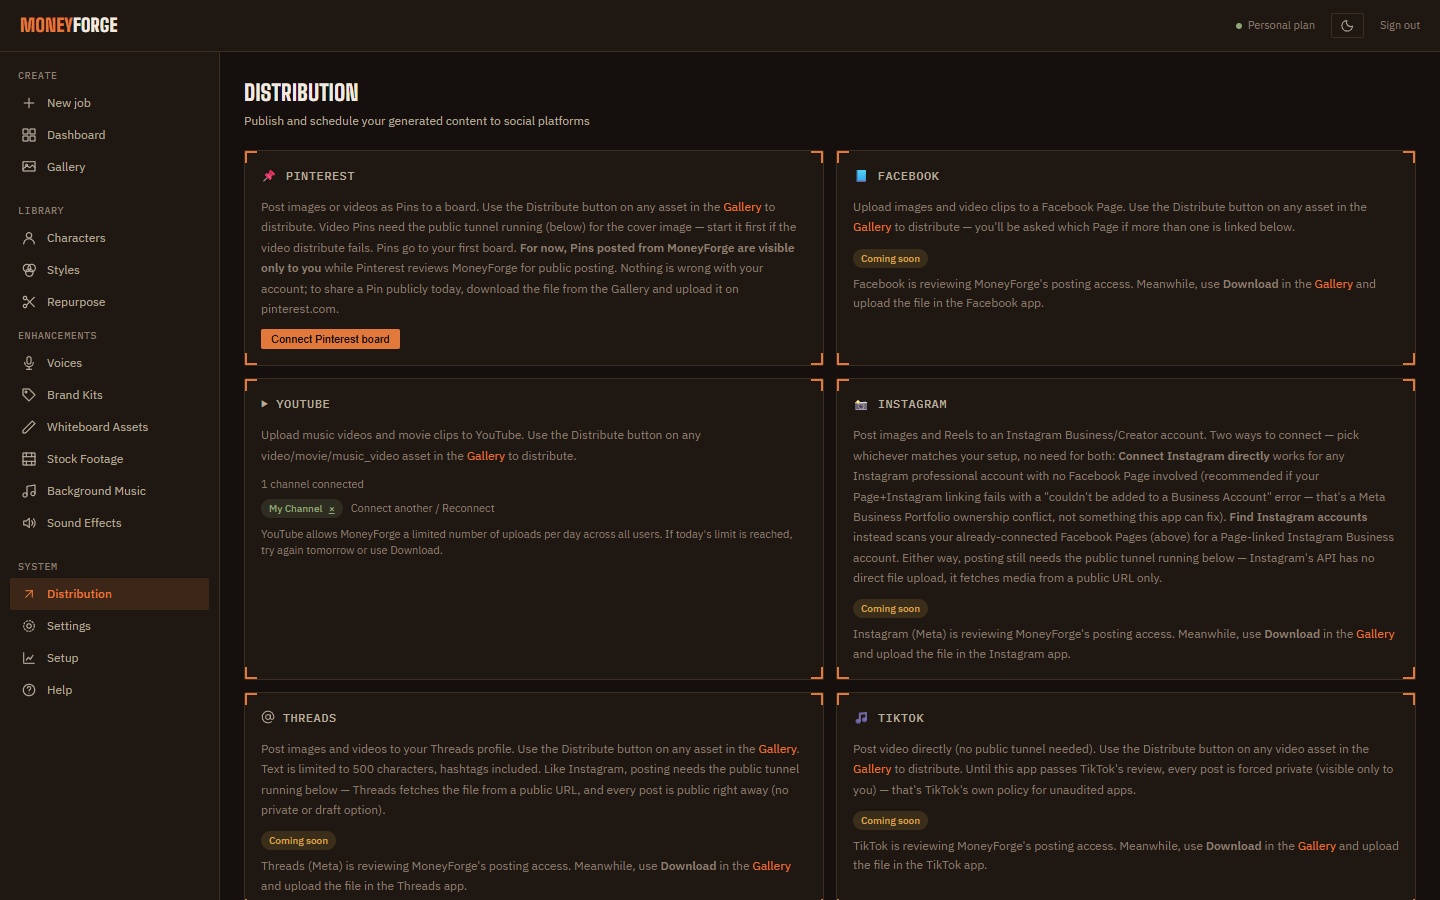 MONEYFORGE
Personal plan
Sign out
CREATE
New job
Dashboard
Gallery
LIBRARY
Characters
Styles
Repurpose
ENHANCEMENTS
Voices
Brand Kits
Whiteboard Assets
Stock Footage
Background Music
Sound Effects
SYSTEM
Distribution
Settings
Setup
Help
DISTRIBUTION
Publish and schedule your generated content to social platforms
PINTEREST
Post images or videos as Pins to a board. Use the Distribute button on any asset in the Gallery to
distribute. Video Pins need the public tunnel running (below) for the cover image — start it first if the
video distribute fails. Pins go to your first board. For now, Pins posted from MoneyForge are visible
only to you while Pinterest reviews MoneyForge for public posting. Nothing is wrong with your
account; to share a Pin publicly today, download the file from the Gallery and upload it on
pinterest.com.
Connect Pinterest board
FACEBOOK
Upload images and video clips to a Facebook Page. Use the Distribute button on any asset in the
Gallery to distribute — you'll be asked which Page if more than one is linked below.
Coming soon
Facebook is reviewing MoneyForge's posting access. Meanwhile, use Download in the Gallery and
upload the file in the Facebook app.
YOUTUBE
Upload music videos and movie clips to YouTube. Use the Distribute button on any
video/movie/music_video asset in the Gallery to distribute.
1 channel connected
My Channel × Connect another / Reconnect
YouTube allows MoneyForge a limited number of uploads per day across all users. If today's limit is reached,
try again tomorrow or use Download.
INSTAGRAM
Post images and Reels to an Instagram Business/Creator account. Two ways to connect — pick
whichever matches your setup, no need for both: Connect Instagram directly works for any
Instagram professional account with no Facebook Page involved (recommended if your
Page+Instagram linking fails with a "couldn't be added to a Business Account" error — that's a Meta
Business Portfolio ownership conflict, not something this app can fix). Find Instagram accounts
instead scans your already-connected Facebook Pages (above) for a Page-linked Instagram Business
account. Either way, posting still needs the public tunnel running below — Instagram's API has no
direct file upload, it fetches media from a public URL only.
Coming soon
Instagram (Meta) is reviewing MoneyForge's posting access. Meanwhile, use Download in the Gallery
and upload the file in the Instagram app.
THREADS
Post images and videos to your Threads profile. Use the Distribute button on any asset in the Gallery.
Text is limited to 500 characters, hashtags included. Like Instagram, posting needs the public tunnel
running below — Threads fetches the file from a public URL, and every post is public right away (no
private or draft option).
Coming soon
Threads (Meta) is reviewing MoneyForge's posting access. Meanwhile, use Download in the Gallery
and upload the file in the Threads app.
TIKTOK
Post video directly (no public tunnel needed). Use the Distribute button on any video asset in the
Gallery to distribute. Until this app passes TikTok's review, every post is forced private (visible only to
you) — that's TikTok's own policy for unaudited apps.
Coming soon
TikTok is reviewing MoneyForge's posting access. Meanwhile, use Download in the Gallery and upload
the file in the TikTok app.